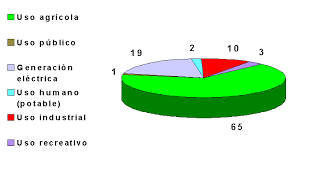 Uso agrícola
Uso público
Generación
eléctrica
Uso humano
(potable)
Uso industrial
Uso recreativo
19
2
10
3
1
65